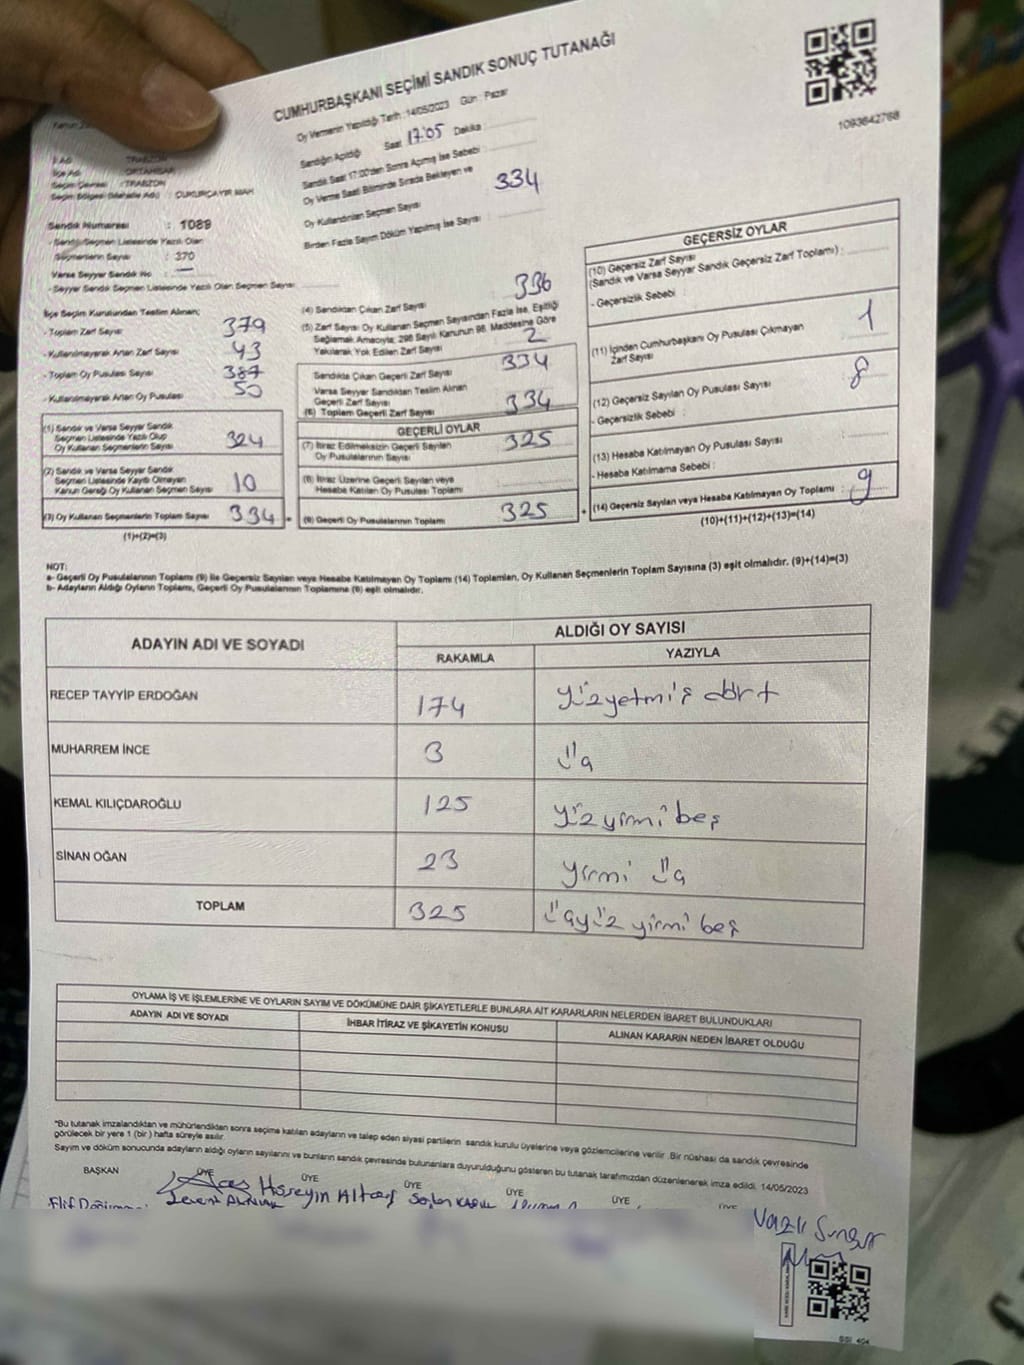 CUMHURBAŞKANI SEÇİMİ SANDIK SONUÇ TUTANAĞI
Oy Vermenin Yapıldığı Tarih : 14/05/2023 Gün : Pazar
1093642768
Sandığın Açıldığı Saat 17:05 Dakika :
Sandık Saat 17:00'den Sonra Açılmış İse Sebebi :
Oy Verme Saati Bitiminde Sırada Bekleyen ve
Oy Kullandırılan Seçmen Sayısı 334
Birden Fazla Sayım Döküm Yapılmış İse Sayısı :
İl Adı : TRABZON
İlçe Adı : ORTAHİSAR
Seçim Çevresi : TRABZON
Seçim Bölgesi (Mahalle Adı) : ÇUKURÇAYIR MAH
Sandık Numarası : 1089
- Sandık Seçmen Listesinde Yazılı Olan
Seçmenlerin Sayısı : 370
Varsa Seyyar Sandık No : —
- Seyyar Sandık Seçmen Listesinde Yazılı Olan Seçmen Sayısı :
İlçe Seçim Kurulundan Teslim Alınan;
- Toplam Zarf Sayısı 379
- Kullanılmayarak Artan Zarf Sayısı 43
- Toplam Oy Pusulası Sayısı 387
- Kullanılmayarak Artan Oy Pusulası 50
(1) Sandık ve Varsa Seyyar Sandık
Seçmen Listesinde Yazılı Olup
Oy Kullanan Seçmenlerin Sayısı 324
(2) Sandık ve Varsa Seyyar Sandık
Seçmen Listesinde Kayıtlı Olmayan
Kanun Gereği Oy Kullanan Seçmen Sayısı 10
(3) Oy Kullanan Seçmenlerin Toplam Sayısı 334 =
(1)+(2)=(3)
(4) Sandıktan Çıkan Zarf Sayısı 336
(5) Zarf Sayısı Oy Kullanan Seçmen Sayısından Fazla İse, Eşitliği
Sağlamak Amacıyla; 298 Sayılı Kanunun 98. Maddesine Göre
Yakılarak Yok Edilen Zarf Sayısı 2
Sandıkta Çıkan Geçerli Zarf Sayısı 334
Varsa Seyyar Sandıktan Teslim Alınan
Geçerli Zarf Sayısı
(6) Toplam Geçerli Zarf Sayısı 334
GEÇERLİ OYLAR
(7) İtiraz Edilmeksizin Geçerli Sayılan
Oy Pusulalarının Sayısı 325
(8) İtiraz Üzerine Geçerli Sayılan veya
Hesaba Katılan Oy Pusulası Toplamı
(9) Geçerli Oy Pusulalarının Toplamı 325 +
GEÇERSİZ OYLAR
(10) Geçersiz Zarf Sayısı
(Sandık ve Varsa Seyyar Sandık Geçersiz Zarf Toplamı) :
- Geçersizlik Sebebi :
(11) İçinden Cumhurbaşkanı Oy Pusulası Çıkmayan
Zarf Sayısı 1
(12) Geçersiz Sayılan Oy Pusulası Sayısı 8
- Geçersizlik Sebebi :
(13) Hesaba Katılmayan Oy Pusulası Sayısı :
- Hesaba Katılmama Sebebi :
(14) Geçersiz Sayılan veya Hesaba Katılmayan Oy Toplamı : 9
(10)+(11)+(12)+(13)=(14)
NOT:
a- Geçerli Oy Pusulalarının Toplamı (9) ile Geçersiz Sayılan veya Hesaba Katılmayan Oy Toplamı (14) Toplamları, Oy Kullanan Seçmenlerin Toplam Sayısına (3) eşit olmalıdır. (9)+(14)=(3)
b- Adayların Aldığı Oyların Toplamı, Geçerli Oy Pusulalarının Toplamına (9) eşit olmalıdır.
ADAYIN ADI VE SOYADI
ALDIĞI OY SAYISI
RAKAMLA YAZIYLA
RECEP TAYYİP ERDOĞAN 174 Yüzyetmiş dört
MUHARREM İNCE 3 üç
KEMAL KILIÇDAROĞLU 125 Yüzyirmi beş
SİNAN OĞAN 23 yirmi üç
TOPLAM 325 üçyüz yirmi beş
OYLAMA İŞ VE İŞLEMLERİNE VE OYLARIN SAYIM VE DÖKÜMÜNE DAİR ŞİKAYETLERLE BUNLARA AİT KARARLARIN NELERDEN İBARET BULUNDUKLARI
ADAYIN ADI VE SOYADI İHBAR İTİRAZ VE ŞİKAYETİN KONUSU ALINAN KARARIN NEDEN İBARET OLDUĞU
*Bu tutanak imzalandıktan ve mühürlendikten sonra seçime katılan adayların ve talep eden siyasi partilerin sandık kurulu üyelerine veya gözlemcilerine verilir .Bir nüshası da sandık çevresinde
görülecek bir yere 1 (bir ) hafta süreyle asılır.
Sayım ve döküm sonucunda adayların aldığı oyların sayılarını ve bunların sandık çevresinde bulunanlara duyurulduğunu gösteren bu tutanak tarafımızdan düzenlenerek imza edildi. 14/05/2023
BAŞKAN ÜYE ÜYE ÜYE ÜYE ÜYE ÜYE
Elif Hüseyin Altaş